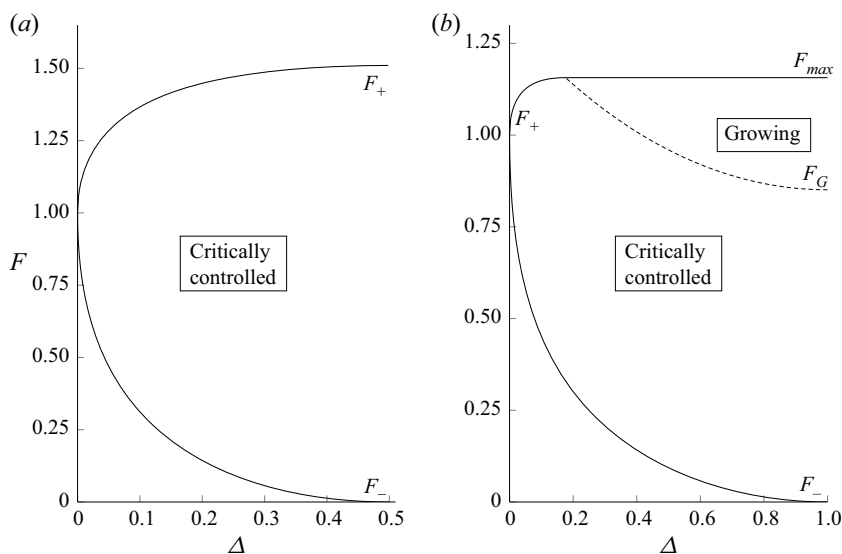 (a)
1.50
1.25
1.00
0.75
0.50
0.25
0
F
F+
Critically
controlled
F−
0
0.1
0.2
0.3
0.4
0.5
Δ
(b)
1.25
1.00
0.75
0.50
0.25
0
Fmax
F+
Growing
FG
Critically
controlled
F−
0
0.2
0.4
0.6
0.8
1.0
Δ